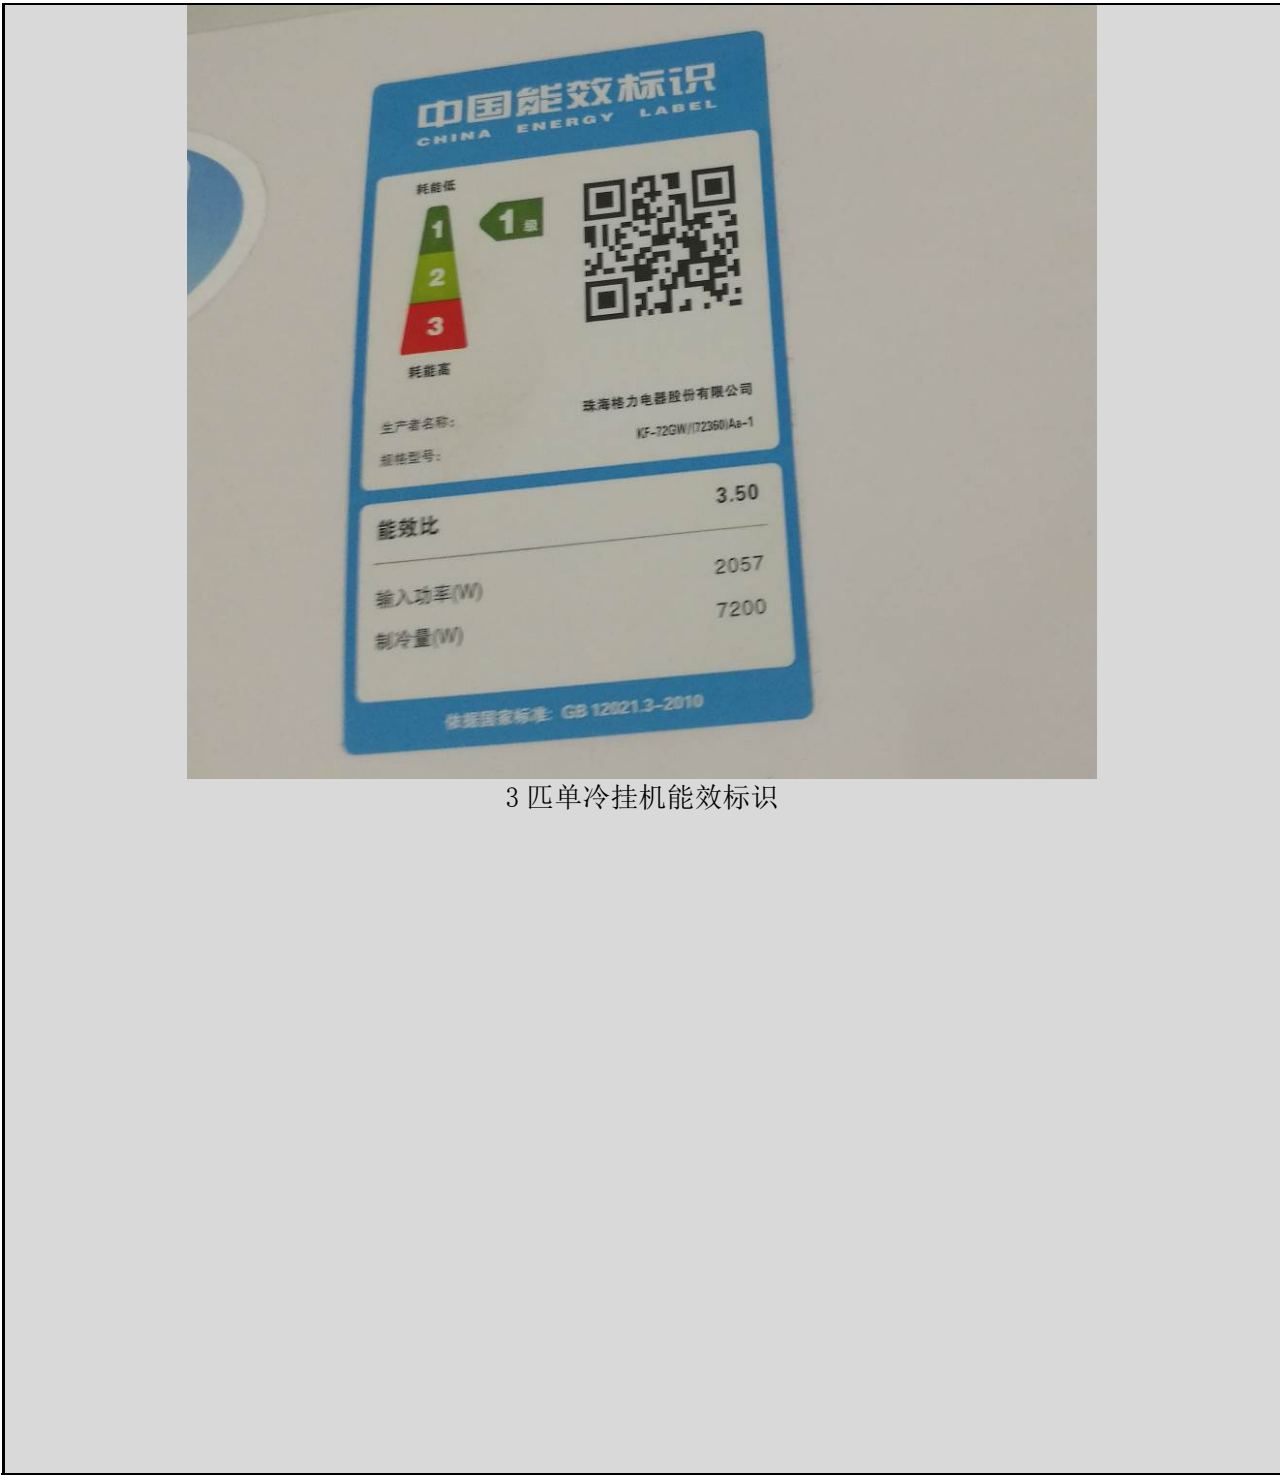 中国能效标识
CHINA ENERGY LABEL
耗能低
1
1级
2
3
耗能高
生产者名称: 珠海格力电器股份有限公司
规格型号: KF-72GW/(72360)Aa-1
能效比 3.50
输入功率(W) 2057
制冷量(W) 7200
依据国家标准: GB 12021.3-2010
3 匹单冷挂机能效标识